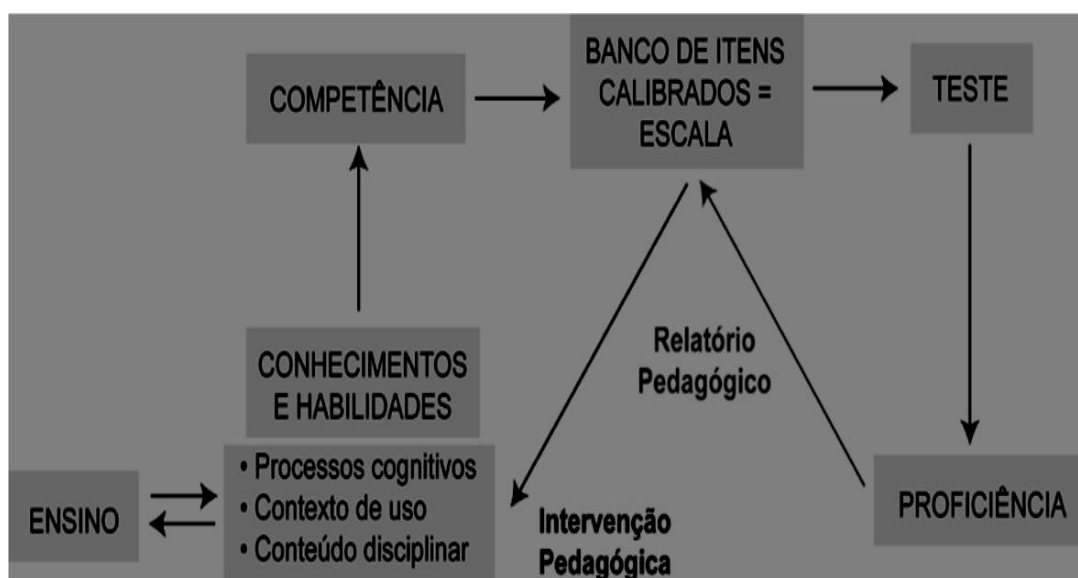 COMPETÊNCIA
BANCO DE ITENS
CALIBRADOS =
ESCALA
TESTE
CONHECIMENTOS
E HABILIDADES
• Processos cognitivos
• Contexto de uso
• Conteúdo disciplinar
ENSINO
Relatório
Pedagógico
Intervenção
Pedagógica
PROFICIÊNCIA